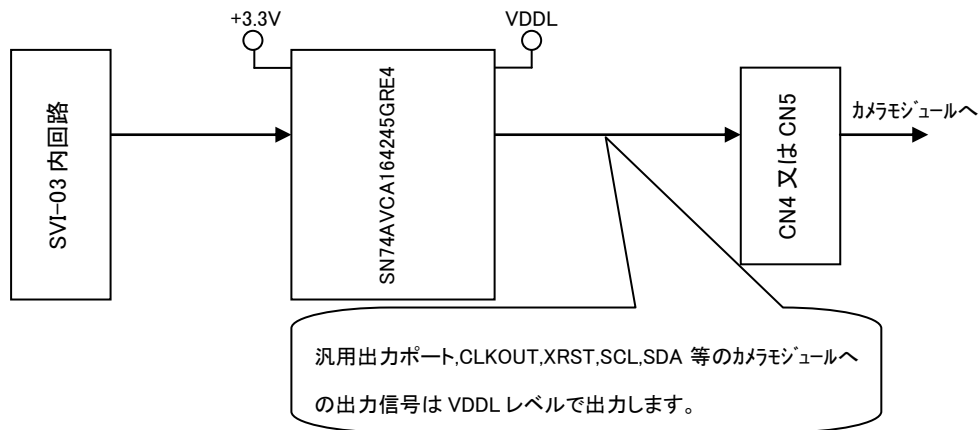 +3.3V
VDDL
SVI-03 内回路
SN74AVCA164245GRE4
CN4 又は CN5
ｶﾒﾗﾓｼﾞｭｰﾙへ
汎用出力ポート,CLKOUT,XRST,SCL,SDA 等のｶﾒﾗﾓｼﾞｭｰﾙへ
の出力信号は VDDL レベルで出力します。